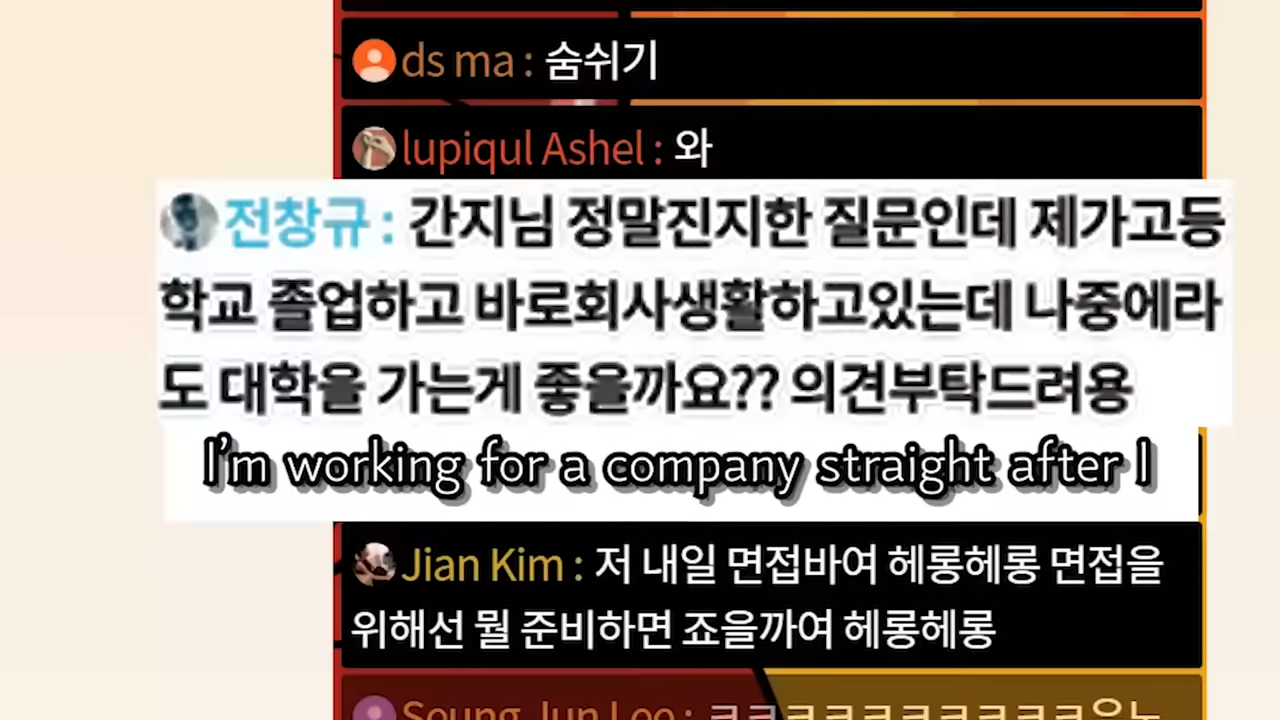 ds ma : 숨쉬기
lupiqul Ashel : 와
전창규 : 간지님 정말진지한 질문인데 제가고등
학교 졸업하고 바로회사생활하고있는데 나중에라
도 대학을 가는게 좋을까요?? 의견부탁드려용
I'm working for a company straight after I
Jian Kim : 저 내일 면접바여 헤롱헤롱 면접을
위해선 뭘 준비하면 죠을까여 헤롱헤롱
Seung Jun Lee :